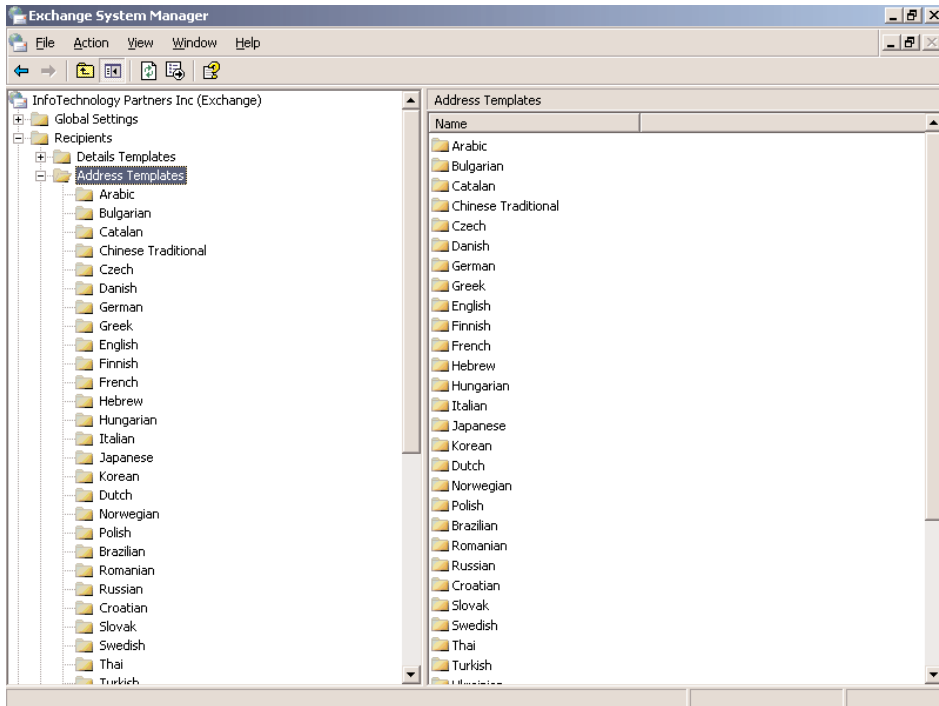 Exchange System Manager
File Action View Window Help
InfoTechnology Partners Inc (Exchange)
Global Settings
Recipients
Details Templates
Address Templates
Arabic
Bulgarian
Catalan
Chinese Traditional
Czech
Danish
German
Greek
English
Finnish
French
Hebrew
Hungarian
Italian
Japanese
Korean
Dutch
Norwegian
Polish
Brazilian
Romanian
Russian
Croatian
Slovak
Swedish
Thai
Turkish
Address Templates
Name
Arabic
Bulgarian
Catalan
Chinese Traditional
Czech
Danish
German
Greek
English
Finnish
French
Hebrew
Hungarian
Italian
Japanese
Korean
Dutch
Norwegian
Polish
Brazilian
Romanian
Russian
Croatian
Slovak
Swedish
Thai
Turkish